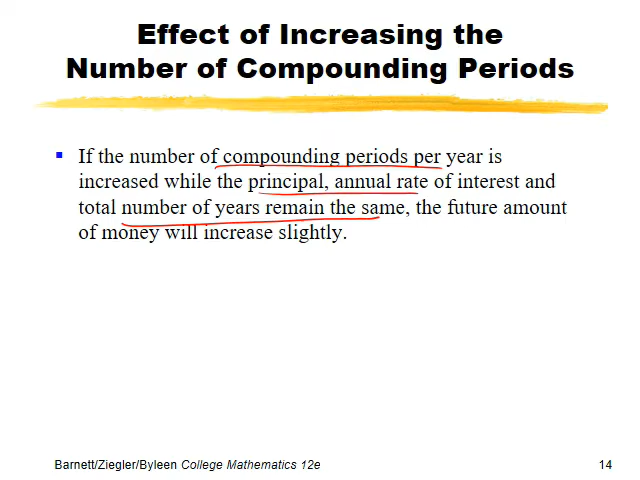 Effect of Increasing the
Number of Compounding Periods
If the number of compounding periods per year is
increased while the principal, annual rate of interest and
total number of years remain the same, the future amount
of money will increase slightly.
Barnett/Ziegler/Byleen College Mathematics 12e
14